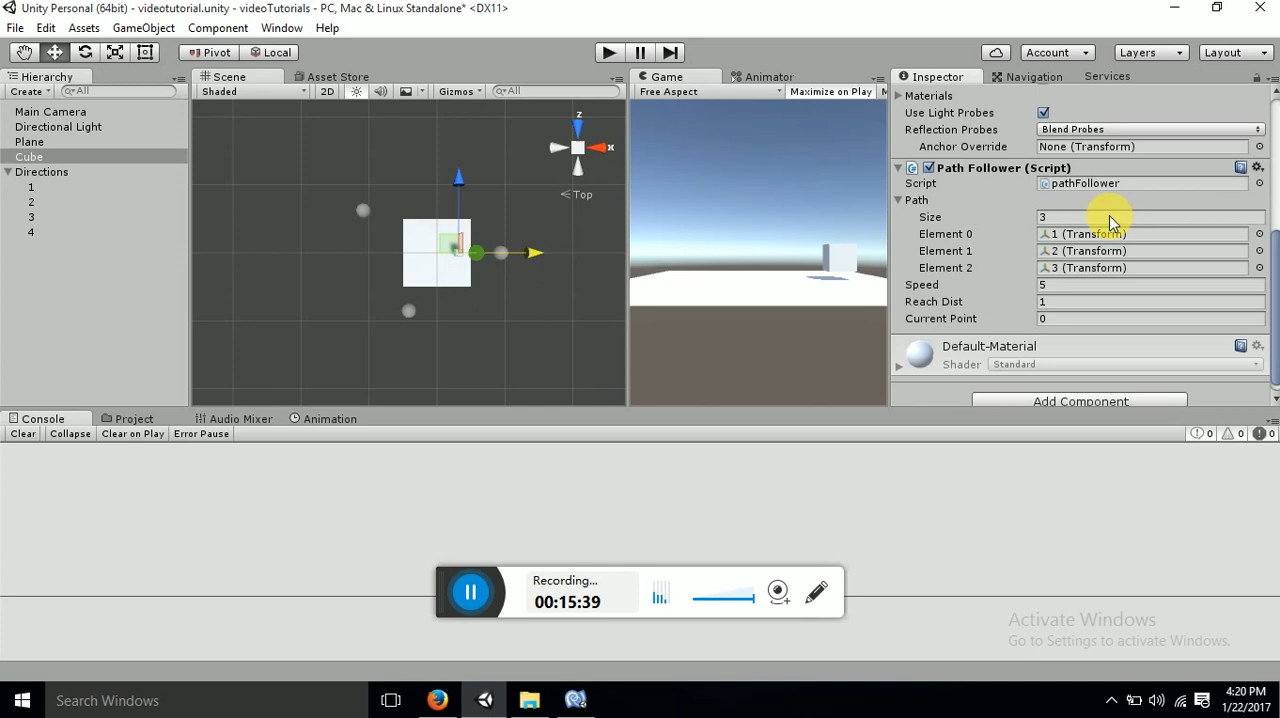 Unity Personal (64bit) - videotutorial.unity - videoTutorials - PC, Mac & Linux Standalone* <DX11>
File Edit Assets GameObject Component Window Help
Pivot Local Account Layers Layout
Hierarchy Scene Asset Store Game Animator Inspector Navigation Services
Create All Shaded 2D Gizmos All Free Aspect Maximize on Play M
Main Camera
Directional Light
Plane
Cube
Directions
1
2
3
4
z
x
Top
Materials
Use Light Probes
Reflection Probes Blend Probes
Anchor Override None (Transform)
Path Follower (Script)
Script pathFollower
Path
Size 3
Element 0 1 (Transform)
Element 1 2 (Transform)
Element 2 3 (Transform)
Speed 5
Reach Dist 1
Current Point 0
Default-Material
Shader Standard
Add Component
Console Project Audio Mixer Animation
Clear Collapse Clear on Play Error Pause 0 0 0
Recording...
00:15:39
Activate Windows
Go to Settings to activate Windows.
Search Windows
4:20 PM
1/22/2017